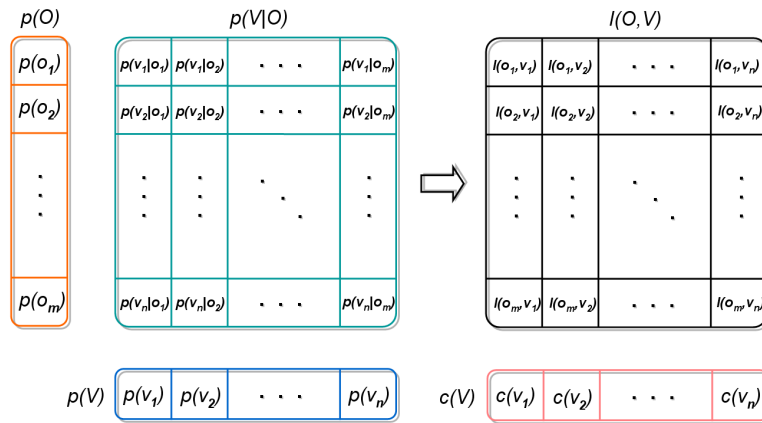 p(O) p(V|O) I(O,V)
p(o₁) p(v₁|o₁) p(v₁|o₂) . . . p(v₁|oₘ) I(o₁,v₁) I(o₁,v₂) . . . I(o₁,vₙ)
p(o₂) p(v₂|o₁) p(v₂|o₂) . . . p(v₂|oₘ) I(o₂,v₁) I(o₂,v₂) . . . I(o₂,vₙ)
p(oₘ) p(vₙ|o₁) p(vₙ|o₂) . . . p(vₙ|oₘ) I(oₘ,v₁) I(oₘ,v₂) . . . I(oₘ,vₙ)
p(V) p(v₁) p(v₂) . . . p(vₙ) c(V) c(v₁) c(v₂) . . . c(vₙ)